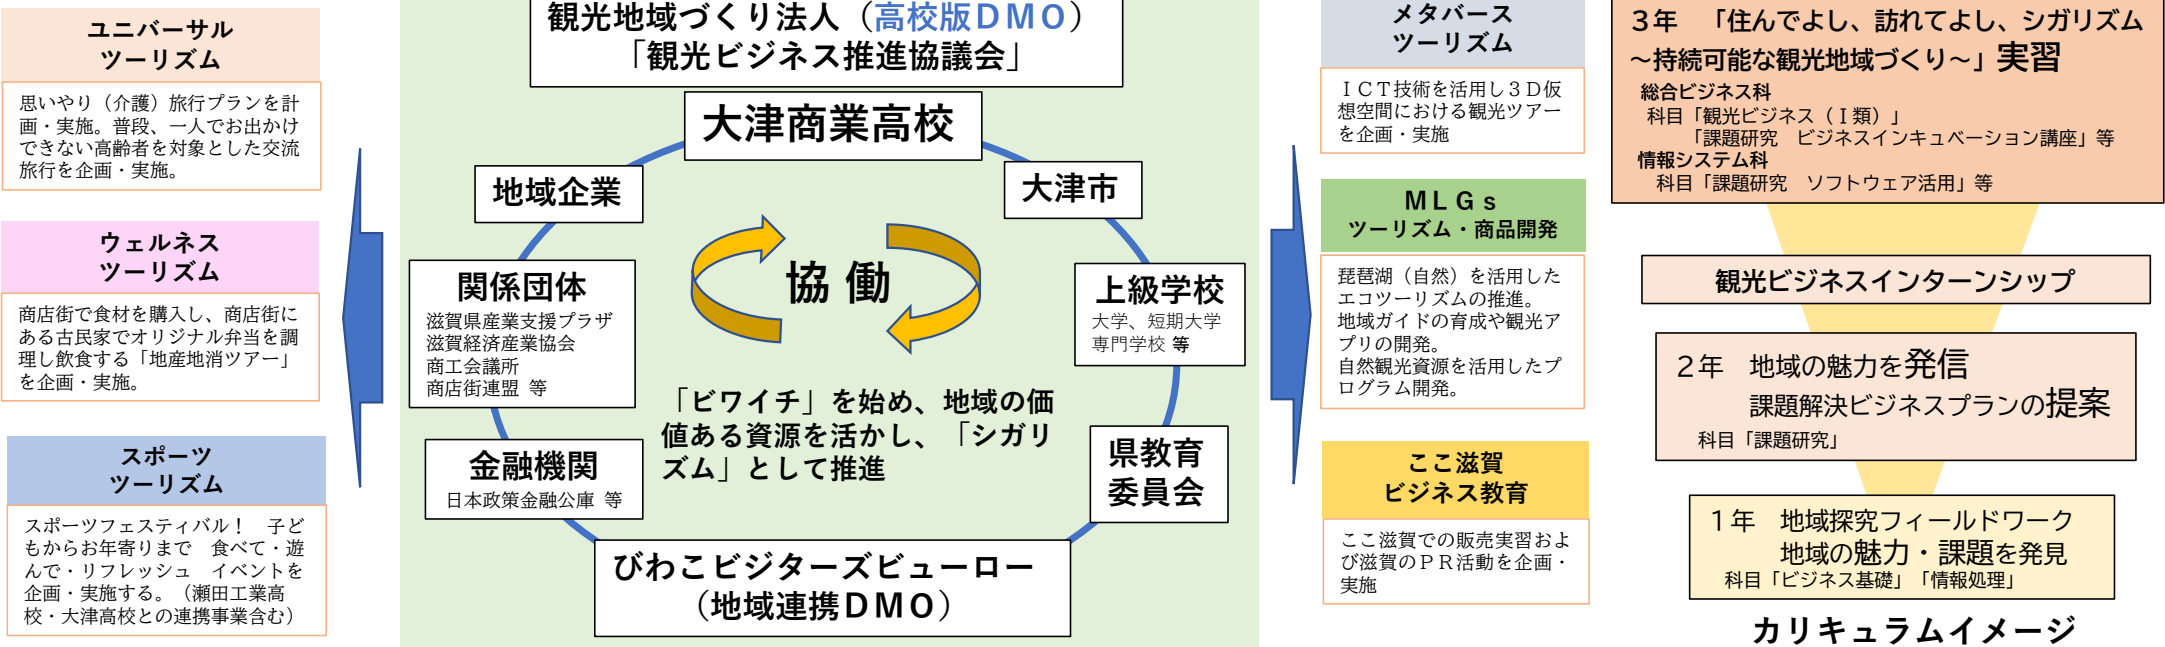 ユニバーサル
ツーリズム
思いやり（介護）旅行プランを計
画・実施。普段、一人でお出かけ
できない高齢者を対象とした交流
旅行を企画・実施。
ウェルネス
ツーリズム
商店街で食材を購入し、商店街に
ある古民家でオリジナル弁当を調
理し飲食する「地産地消ツアー」
を企画・実施。
スポーツ
ツーリズム
スポーツフェスティバル！　子ど
もからお年寄りまで　食べて・遊
んで・リフレッシュ　イベントを
企画・実施する。（瀬田工業高
校・大津高校との連携事業含む）
観光地域づくり法人（高校版ＤＭＯ）
「観光ビジネス推進協議会」
大津商業高校
地域企業
大津市
関係団体
滋賀県産業支援プラザ
滋賀経済産業協会
商工会議所
商店街連盟 等
協 働
上級学校
大学、短期大学
専門学校 等
「ビワイチ」を始め、地域の価
値ある資源を活かし、「シガリ
ズム」として推進
金融機関
日本政策金融公庫 等
県教育
委員会
びわこビジターズビューロー
（地域連携ＤＭＯ）
メタバース
ツーリズム
ＩＣＴ技術を活用し３Ｄ仮
想空間における観光ツアー
を企画・実施
ＭＬＧｓ
ツーリズム・商品開発
琵琶湖（自然）を活用した
エコツーリズムの推進。
地域ガイドの育成や観光ア
プリの開発。
自然観光資源を活用したプ
ログラム開発。
ここ滋賀
ビジネス教育
ここ滋賀での販売実習およ
び滋賀のＰＲ活動を企画・
実施
３年　「住んでよし、訪れてよし、シガリズム
～持続可能な観光地域づくり～」実習
総合ビジネス科
科目「観光ビジネス（Ⅰ類）」
「課題研究　ビジネスインキュベーション講座」等
情報システム科
科目「課題研究　ソフトウェア活用」等
観光ビジネスインターンシップ
２年　地域の魅力を発信
課題解決ビジネスプランの提案
科目「課題研究」
１年　地域探究フィールドワーク
地域の魅力・課題を発見
科目「ビジネス基礎」「情報処理」
カリキュラムイメージ